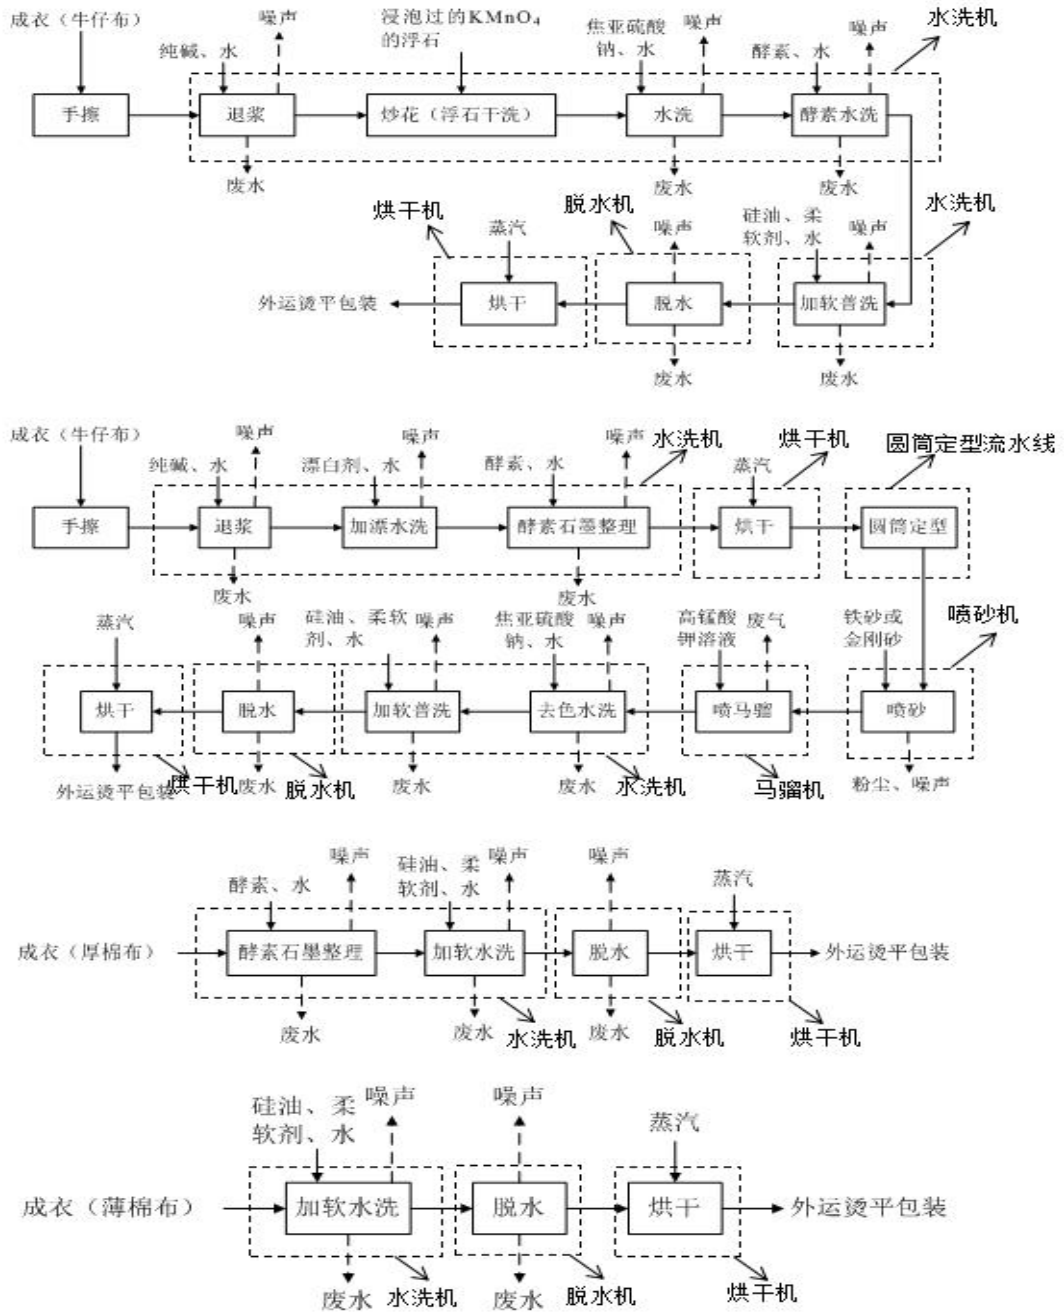 成衣（牛仔布）
噪声
浸泡过的KMnO4
的浮石
焦亚硫酸
钠、水
噪声
噪声
水洗机
纯碱、水
酵素、水
手擦
退浆
炒花（浮石干洗）
水洗
酵素水洗
废水
废水
废水
烘干机
脱水机
水洗机
蒸汽
噪声
硅油、柔
软剂、水
噪声
外运烫平包装
烘干
脱水
加软普洗
废水
废水
成衣（牛仔布）
噪声
噪声
噪声
水洗机
烘干机
圆筒定型流水线
纯碱、水
漂白剂、水
酵素、水
蒸汽
手擦
退浆
加漂水洗
酵素石墨整理
烘干
圆筒定型
废水
废水
蒸汽
噪声
硅油、柔软
剂、水
噪声
焦亚硫酸
钠、水
噪声
高锰酸
钾溶液
废气
铁砂或
金刚砂
喷砂机
烘干
脱水
加软普洗
去色水洗
喷马骝
喷砂
外运烫平包装
烘干机
废水
脱水机
废水
废水
水洗机
马骝机
粉尘、噪声
噪声
硅油、柔
软剂、水
噪声
噪声
酵素、水
蒸汽
成衣（厚棉布）
酵素石墨整理
加软水洗
脱水
烘干
外运烫平包装
废水
废水
水洗机
废水
脱水机
烘干机
硅油、柔
软剂、水
噪声
噪声
蒸汽
成衣（薄棉布）
加软水洗
脱水
烘干
外运烫平包装
废水
水洗机
废水
脱水机
烘干机